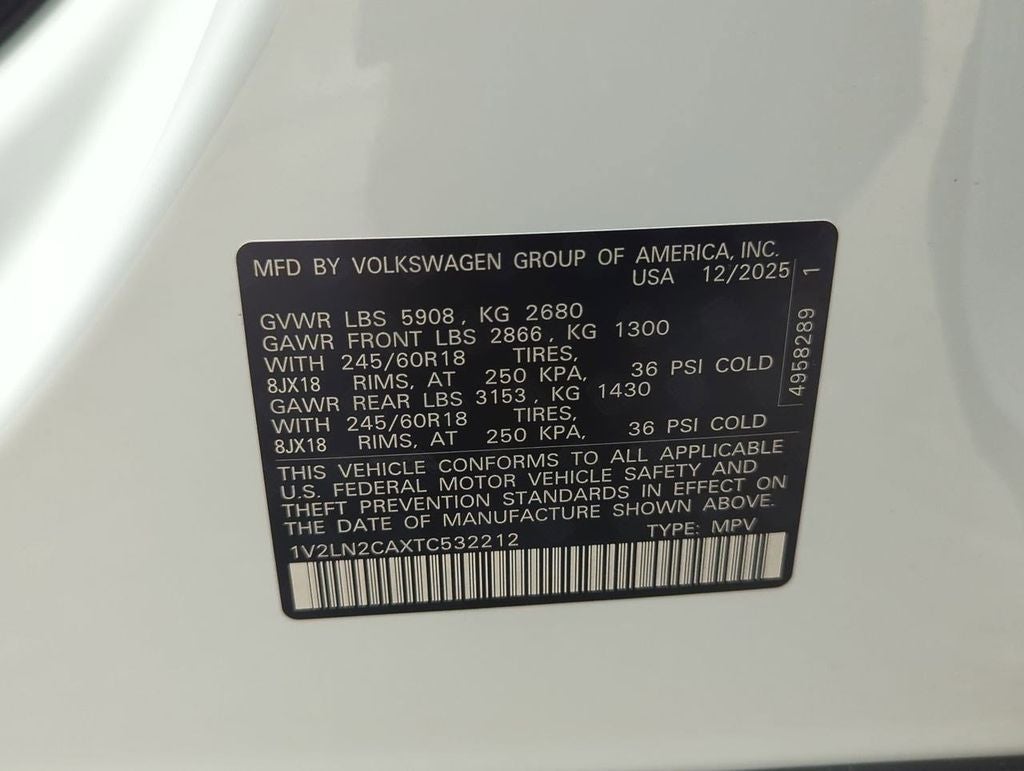 MFD BY VOLKSWAGEN GROUP OF AMERICA, INC.
USA 12/2025
GVWR LBS 5908, KG 2680
GAWR FRONT LBS 2866, KG 1300
WITH 245/60R18 TIRES,
8JX18 RIMS, AT 250 KPA, 36 PSI COLD
GAWR REAR LBS 3153, KG 1430
WITH 245/60R18 TIRES,
8JX18 RIMS, AT 250 KPA, 36 PSI COLD
THIS VEHICLE CONFORMS TO ALL APPLICABLE
U.S. FEDERAL MOTOR VEHICLE SAFETY AND
THEFT PREVENTION STANDARDS IN EFFECT ON
THE DATE OF MANUFACTURE SHOWN ABOVE.
1V2LN2CAXTC532212 TYPE: MPV
4958289 1